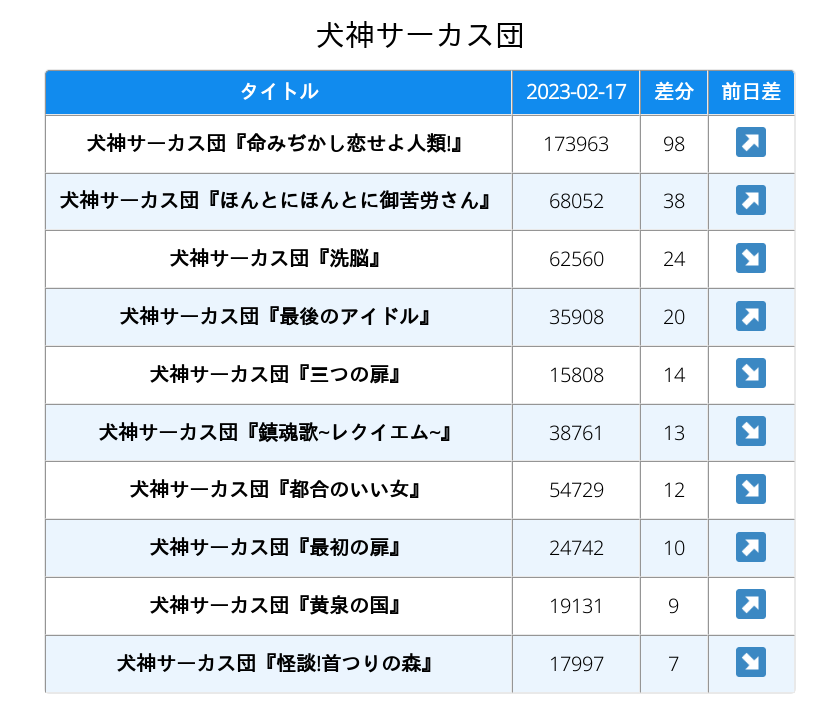 犬神サーカス団
タイトル 2023-02-17 差分 前日差
犬神サーカス団『命みぢかし恋せよ人類!』 173963 98 ↗
犬神サーカス団『ほんとにほんとに御苦労さん』 68052 38 ↗
犬神サーカス団『洗脳』 62560 24 ↘
犬神サーカス団『最後のアイドル』 35908 20 ↗
犬神サーカス団『三つの扉』 15808 14 ↘
犬神サーカス団『鎮魂歌~レクイエム~』 38761 13 ↘
犬神サーカス団『都合のいい女』 54729 12 ↘
犬神サーカス団『最初の扉』 24742 10 ↗
犬神サーカス団『黄泉の国』 19131 9 ↗
犬神サーカス団『怪談!首つりの森』 17997 7 ↘